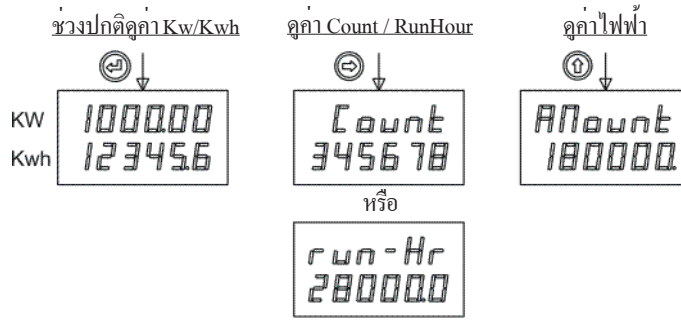 ช่วงปกติดูค่า Kw/Kwh
ดูค่า Count / RunHour
ดูค่าไฟฟ้า
KW 1000.00
Kwh 12345.6
Count
345678
AMount
180000.
หรือ
run-Hr
28000.0